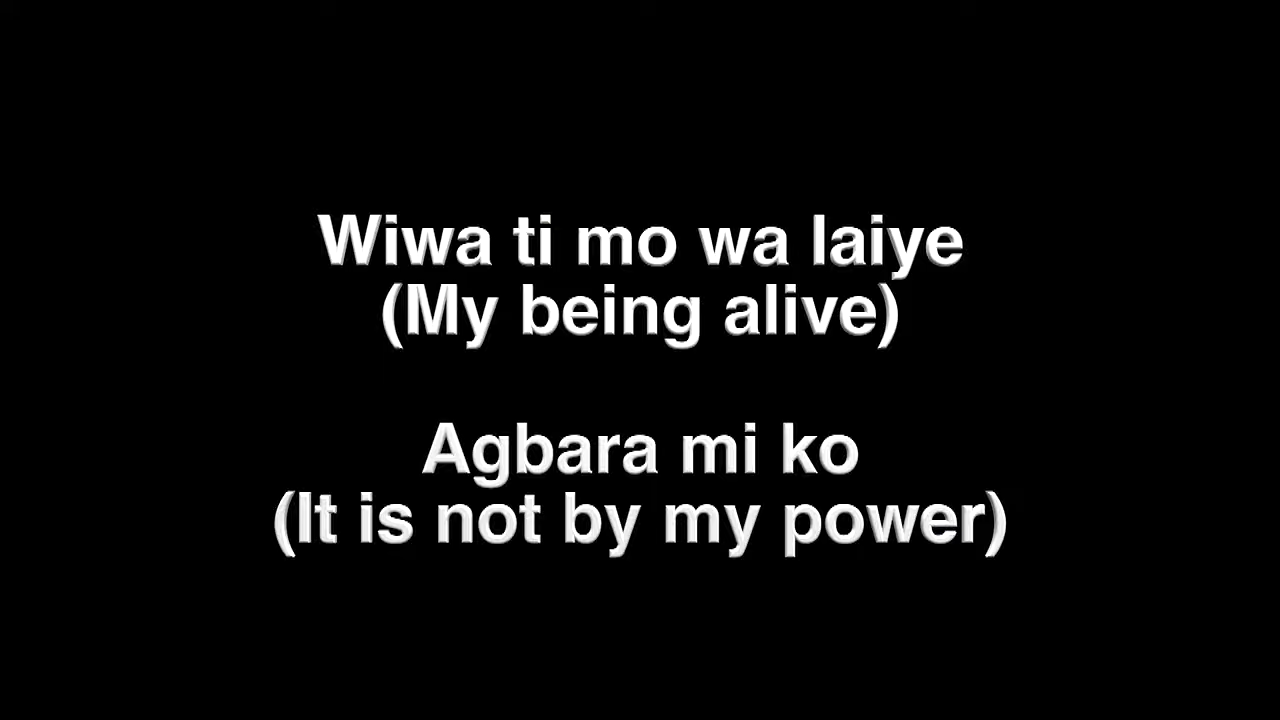 Wiwa ti mo wa laiye
(My being alive)
Agbara mi ko
(It is not by my power)